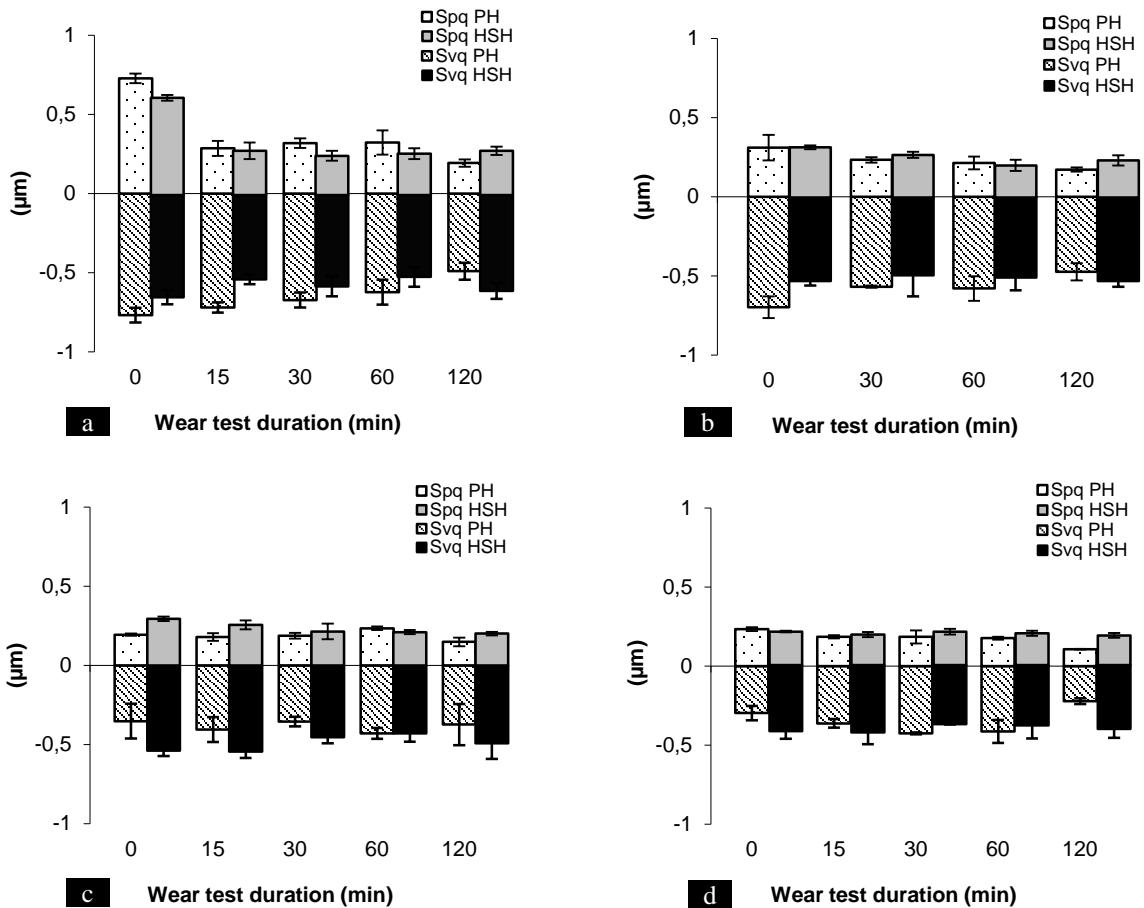 Spq PH
Spq HSH
Svq PH
Svq HSH
1
0,5
0
-0,5
-1
(µm)
0 15 30 60 120
a Wear test duration (min)
Spq PH
Spq HSH
Svq PH
Svq HSH
1
0,5
0
-0,5
-1
(µm)
0 30 60 120
b Wear test duration (min)
Spq PH
Spq HSH
Svq PH
Svq HSH
1
0,5
0
-0,5
-1
(µm)
0 15 30 60 120
c Wear test duration (min)
Spq PH
Spq HSH
Svq PH
Svq HSH
1
0,5
0
-0,5
-1
(µm)
0 15 30 60 120
d Wear test duration (min)